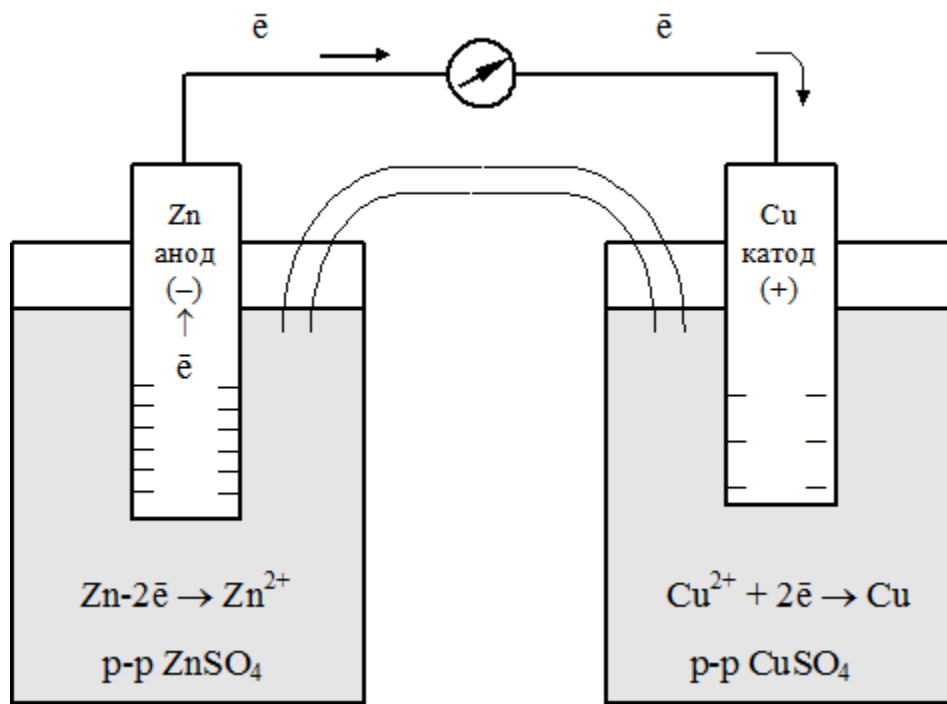 ē
ē
Zn
анод
(–)
↑
ē
Cu
катод
(+)
Zn-2ē → Zn²⁺
р-р ZnSO₄
Cu²⁺ + 2ē → Cu
р-р CuSO₄